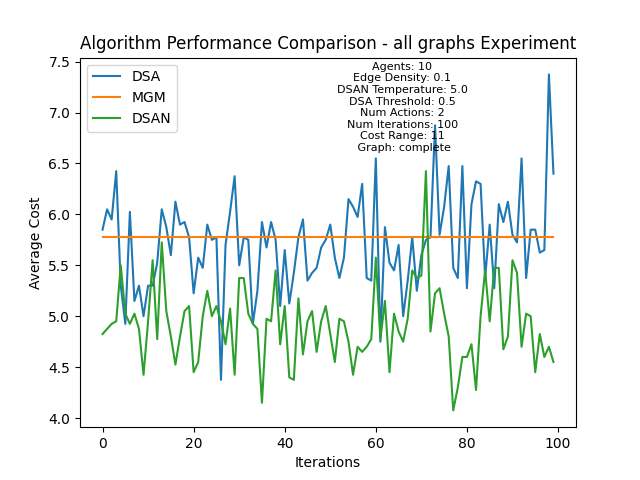 Algorithm Performance Comparison - all graphs Experiment
DSA
MGM
DSAN
Agents: 10
Edge Density: 0.1
DSAN Temperature: 5.0
DSA Threshold: 0.5
Num Actions: 2
Num Iterations: 100
Cost Range: 11
Graph: complete
Average Cost
7.5
7.0
6.5
6.0
5.5
5.0
4.5
4.0
0 20 40 60 80 100
Iterations